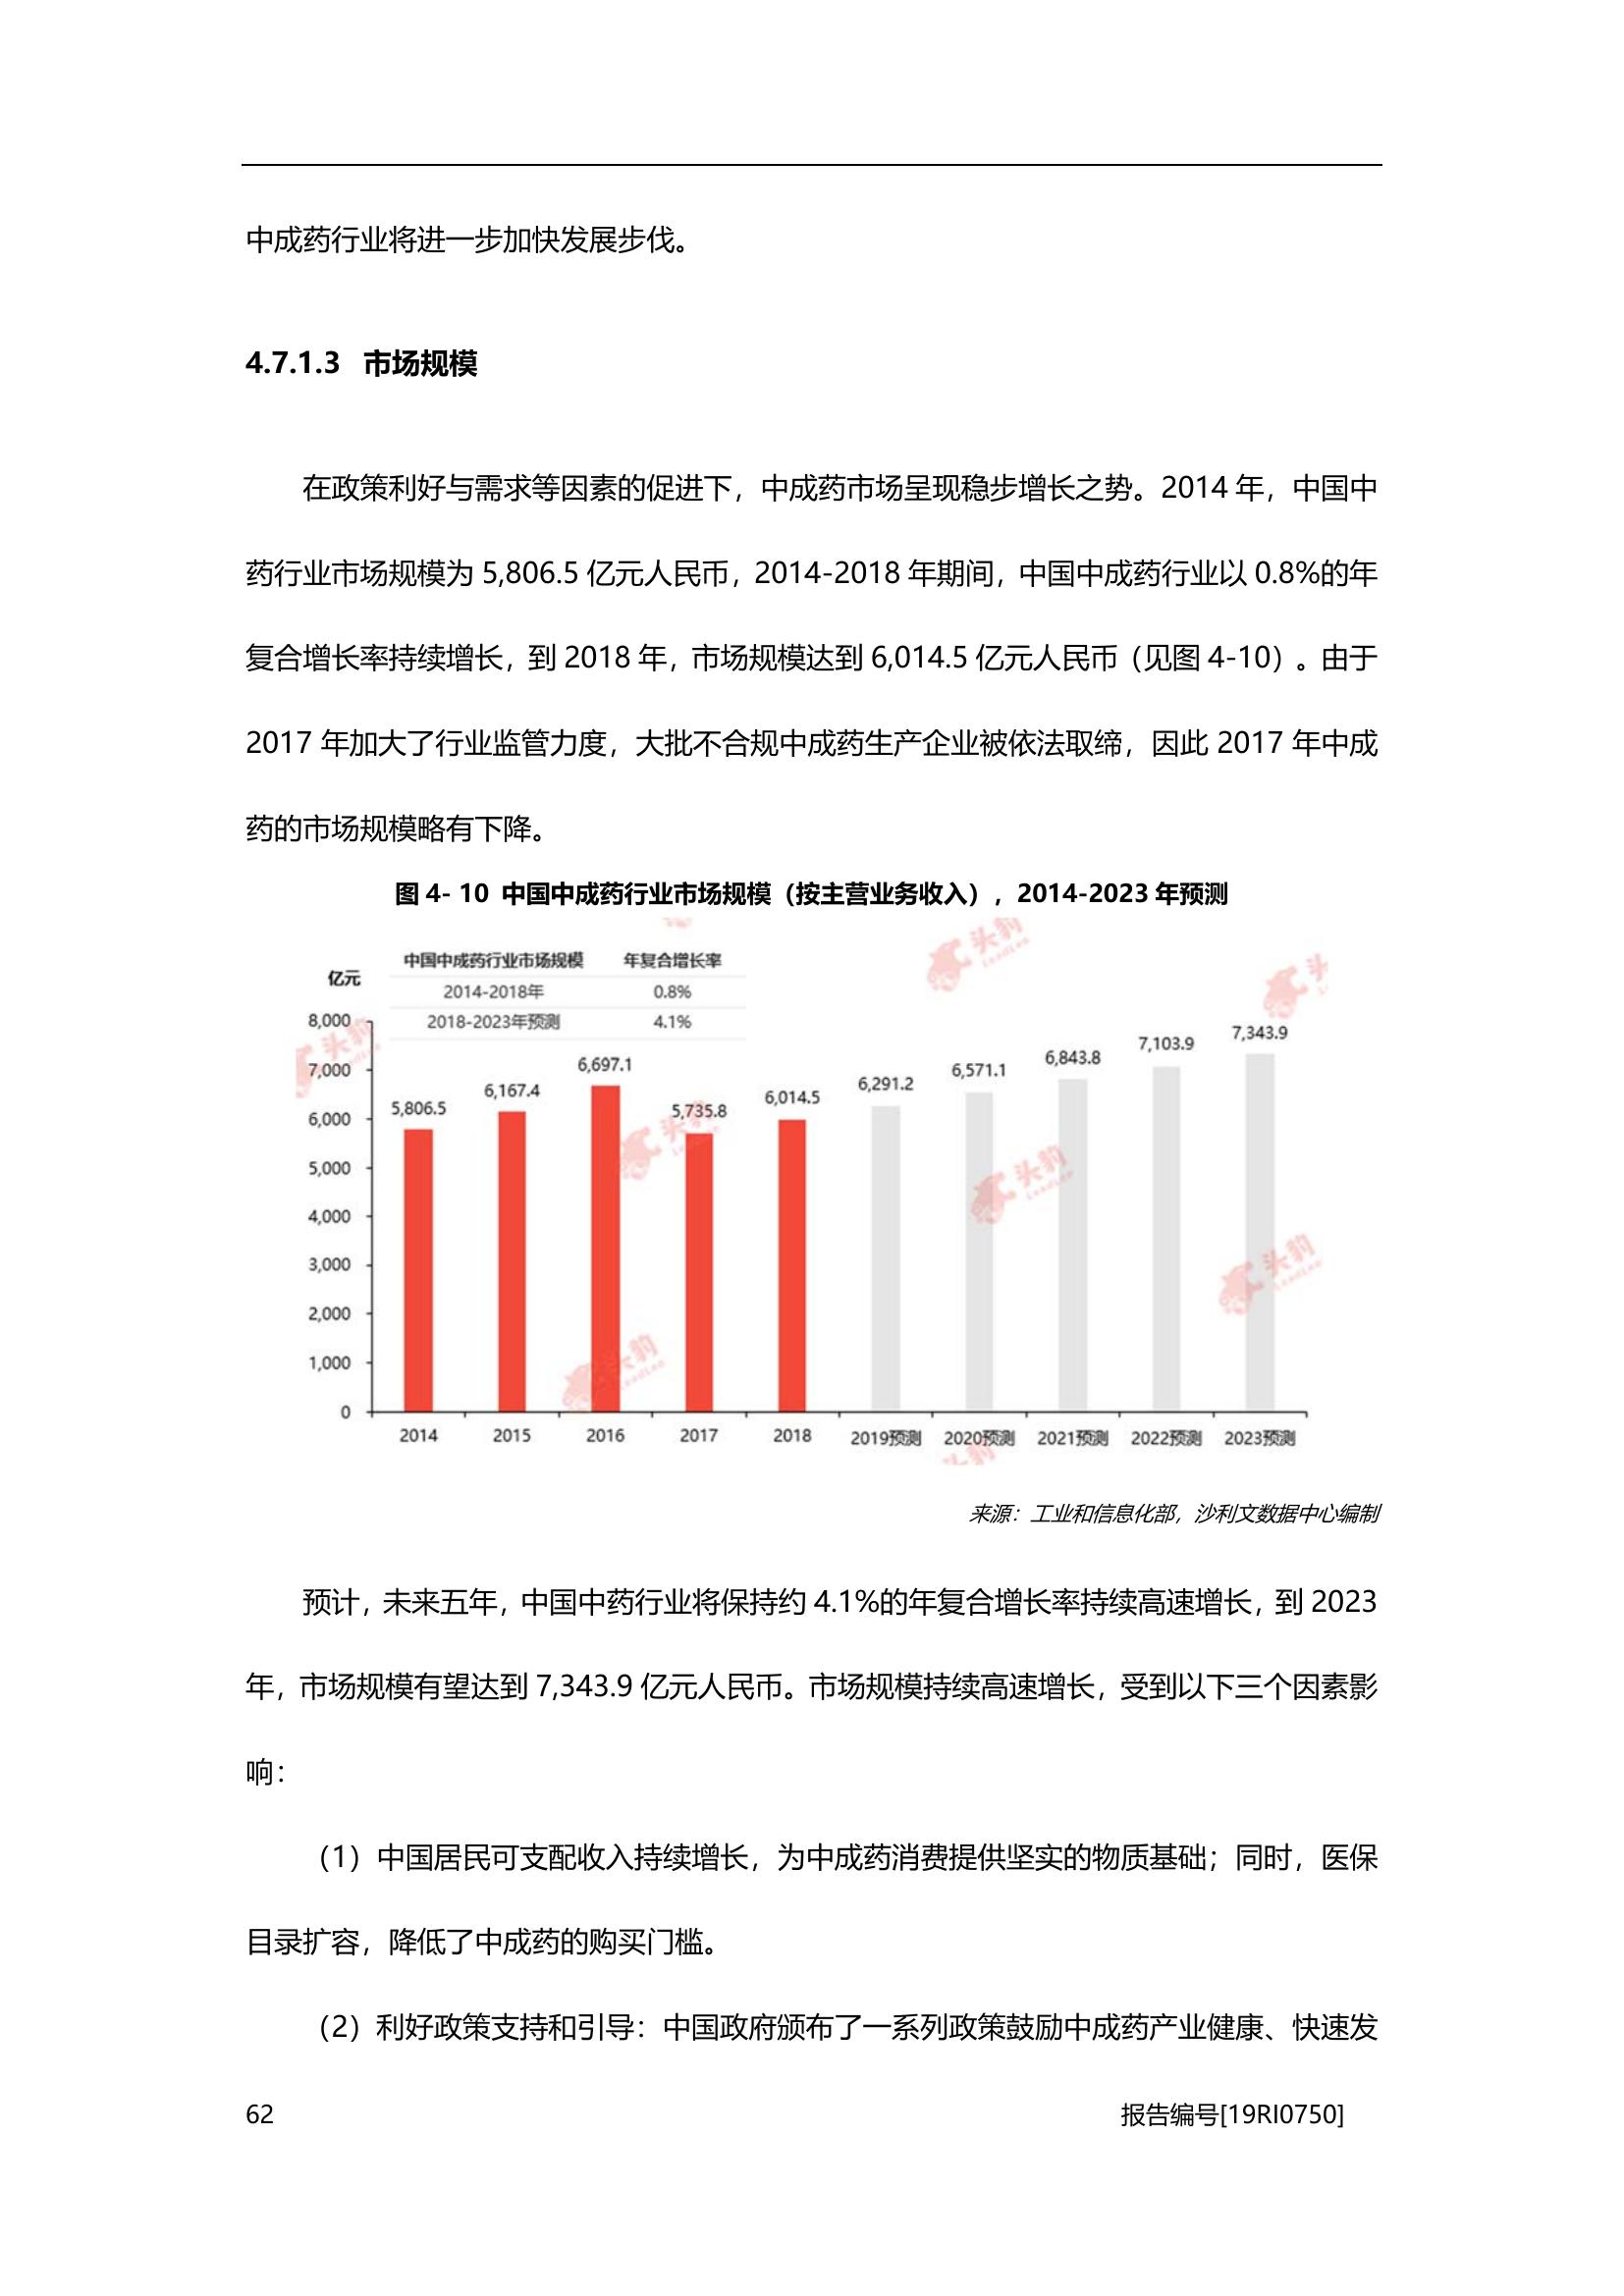 中成药行业将进一步加快发展步伐。
4.7.1.3 市场规模
在政策利好与需求等因素的促进下，中成药市场呈现稳步增长之势。2014 年，中国中
药行业市场规模为 5,806.5 亿元人民币，2014-2018 年期间，中国中成药行业以 0.8%的年
复合增长率持续增长，到 2018 年，市场规模达到 6,014.5 亿元人民币（见图 4-10）。由于
2017 年加大了行业监管力度，大批不合规中成药生产企业被依法取缔，因此 2017 年中成
药的市场规模略有下降。
图 4- 10 中国中成药行业市场规模（按主营业务收入），2014-2023 年预测
中国中成药行业市场规模 年复合增长率
2014-2018年 0.8%
2018-2023年预测 4.1%
亿元
8,000
7,000
6,000
5,000
4,000
3,000
2,000
1,000
0
5,806.5
6,167.4
6,697.1
5,735.8
6,014.5
6,291.2
6,571.1
6,843.8
7,103.9
7,343.9
2014 2015 2016 2017 2018 2019预测 2020预测 2021预测 2022预测 2023预测
头豹
LeadLeo
来源：工业和信息化部，沙利文数据中心编制
预计，未来五年，中国中药行业将保持约 4.1%的年复合增长率持续高速增长，到 2023
年，市场规模有望达到 7,343.9 亿元人民币。市场规模持续高速增长，受到以下三个因素影
响：
（1）中国居民可支配收入持续增长，为中成药消费提供坚实的物质基础；同时，医保
目录扩容，降低了中成药的购买门槛。
（2）利好政策支持和引导：中国政府颁布了一系列政策鼓励中成药产业健康、快速发
62 报告编号[19RI0750]